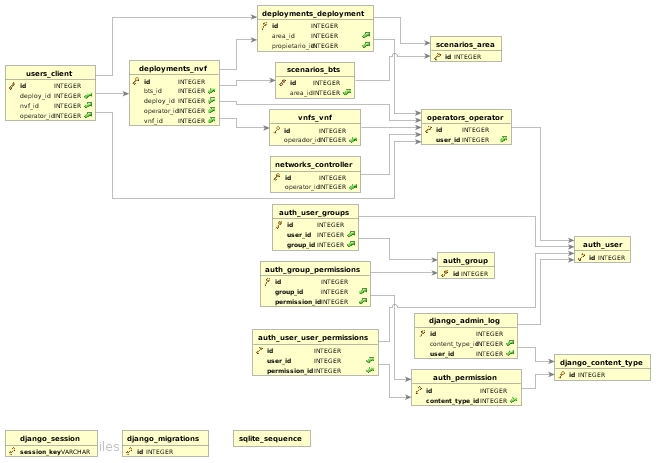 deployments_deployment
id INTEGER
area_id INTEGER
propietario_id INTEGER
scenarios_area
id INTEGER
users_client
id INTEGER
deploy_id INTEGER
nvf_id INTEGER
operator_id INTEGER
deployments_nvf
id INTEGER
bts_id INTEGER
deploy_id INTEGER
operator_id INTEGER
vnf_id INTEGER
scenarios_bts
id INTEGER
area_id INTEGER
vnfs_vnf
id INTEGER
operador_id INTEGER
operators_operator
id INTEGER
user_id INTEGER
networks_controller
id INTEGER
operator_id INTEGER
auth_user_groups
id INTEGER
user_id INTEGER
group_id INTEGER
auth_user
id INTEGER
auth_group
id INTEGER
auth_group_permissions
id INTEGER
group_id INTEGER
permission_id INTEGER
django_admin_log
id INTEGER
content_type_id INTEGER
user_id INTEGER
auth_user_user_permissions
id INTEGER
user_id INTEGER
permission_id INTEGER
django_content_type
id INTEGER
auth_permission
id INTEGER
content_type_id INTEGER
django_session
session_key VARCHAR
iles
django_migrations
id INTEGER
sqlite_sequence